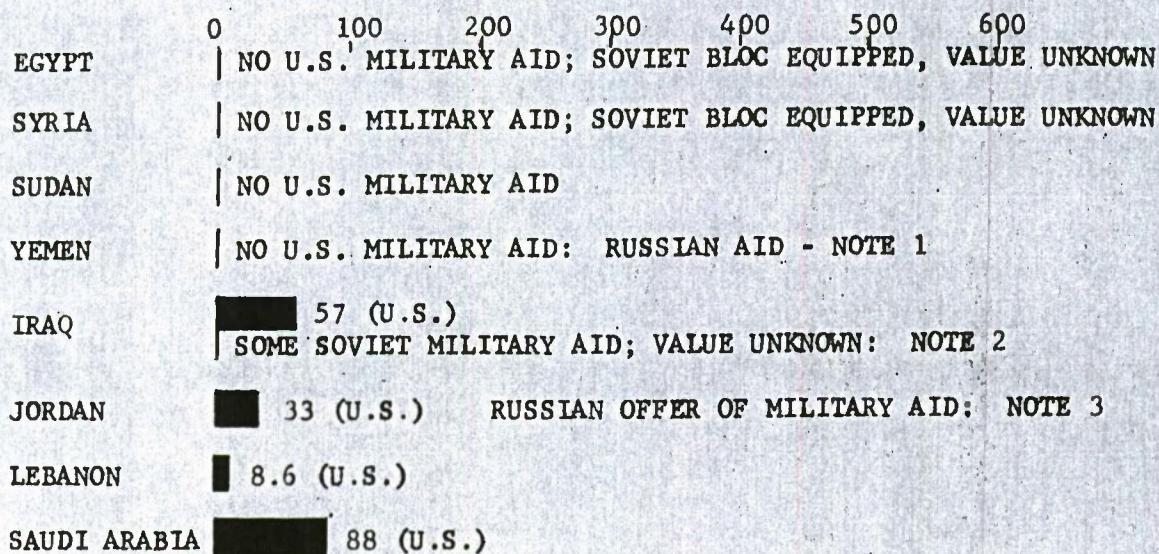 0 100 200 300 400 500 600
EGYPT NO U.S. MILITARY AID; SOVIET BLOC EQUIPPED, VALUE UNKNOWN
SYRIA NO U.S. MILITARY AID; SOVIET BLOC EQUIPPED, VALUE UNKNOWN
SUDAN NO U.S. MILITARY AID
YEMEN NO U.S. MILITARY AID: RUSSIAN AID - NOTE 1
IRAQ 57 (U.S.)
SOME SOVIET MILITARY AID; VALUE UNKNOWN: NOTE 2
JORDAN 33 (U.S.) RUSSIAN OFFER OF MILITARY AID: NOTE 3
LEBANON 8.6 (U.S.)
SAUDI ARABIA 88 (U.S.)